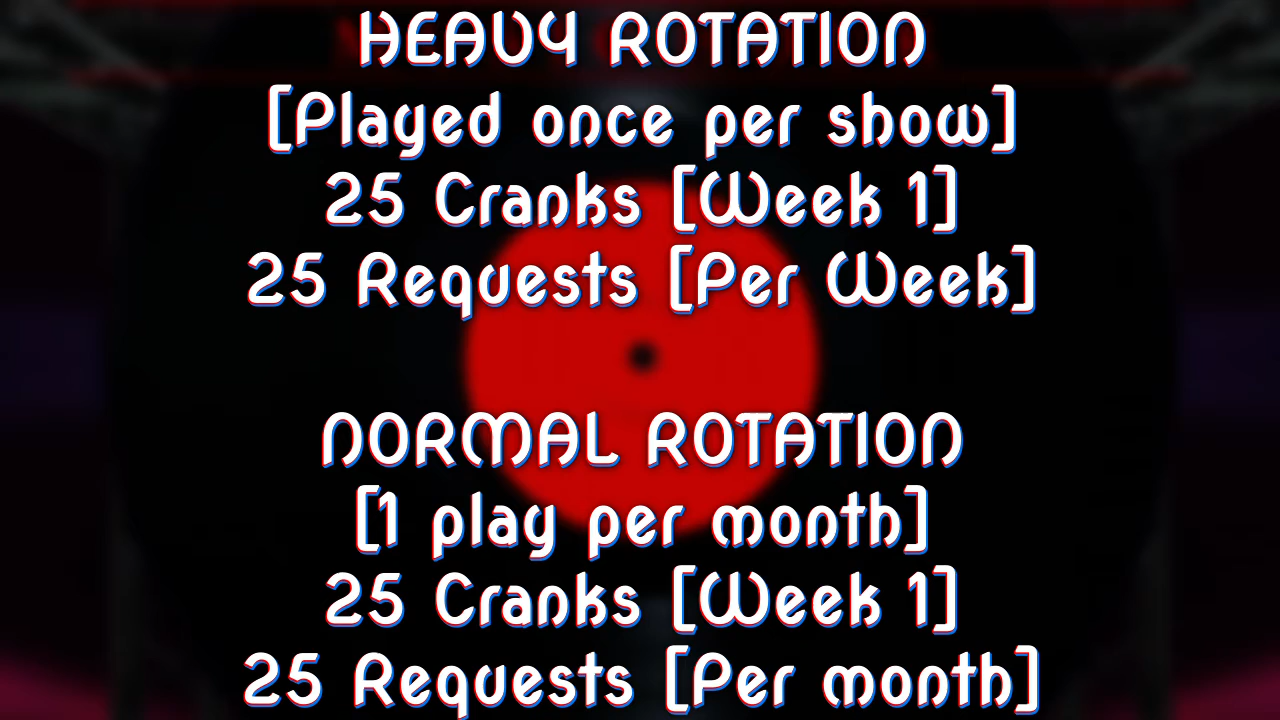 HEAVY ROTATION
[Played once per show]
25 Cranks [Week 1]
25 Requests [Per Week]
NORMAL ROTATION
[1 play per month]
25 Cranks [Week 1]
25 Requests [Per month]